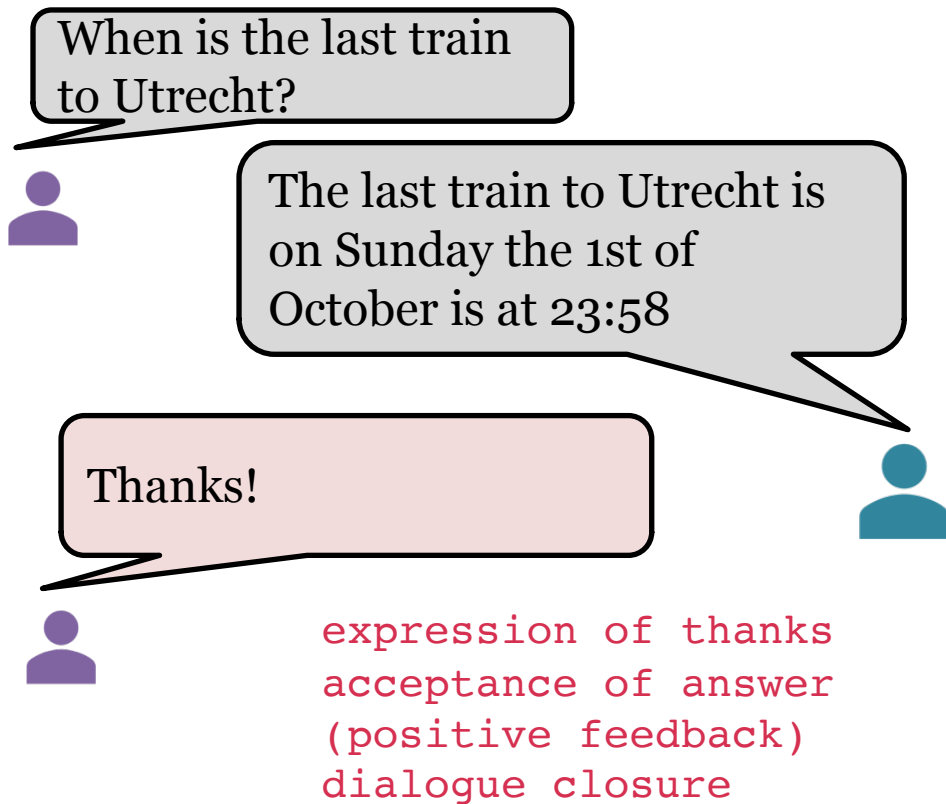 When is the last train
to Utrecht?
The last train to Utrecht is
on Sunday the 1st of
October is at 23:58
Thanks!
expression of thanks
acceptance of answer
(positive feedback)
dialogue closure